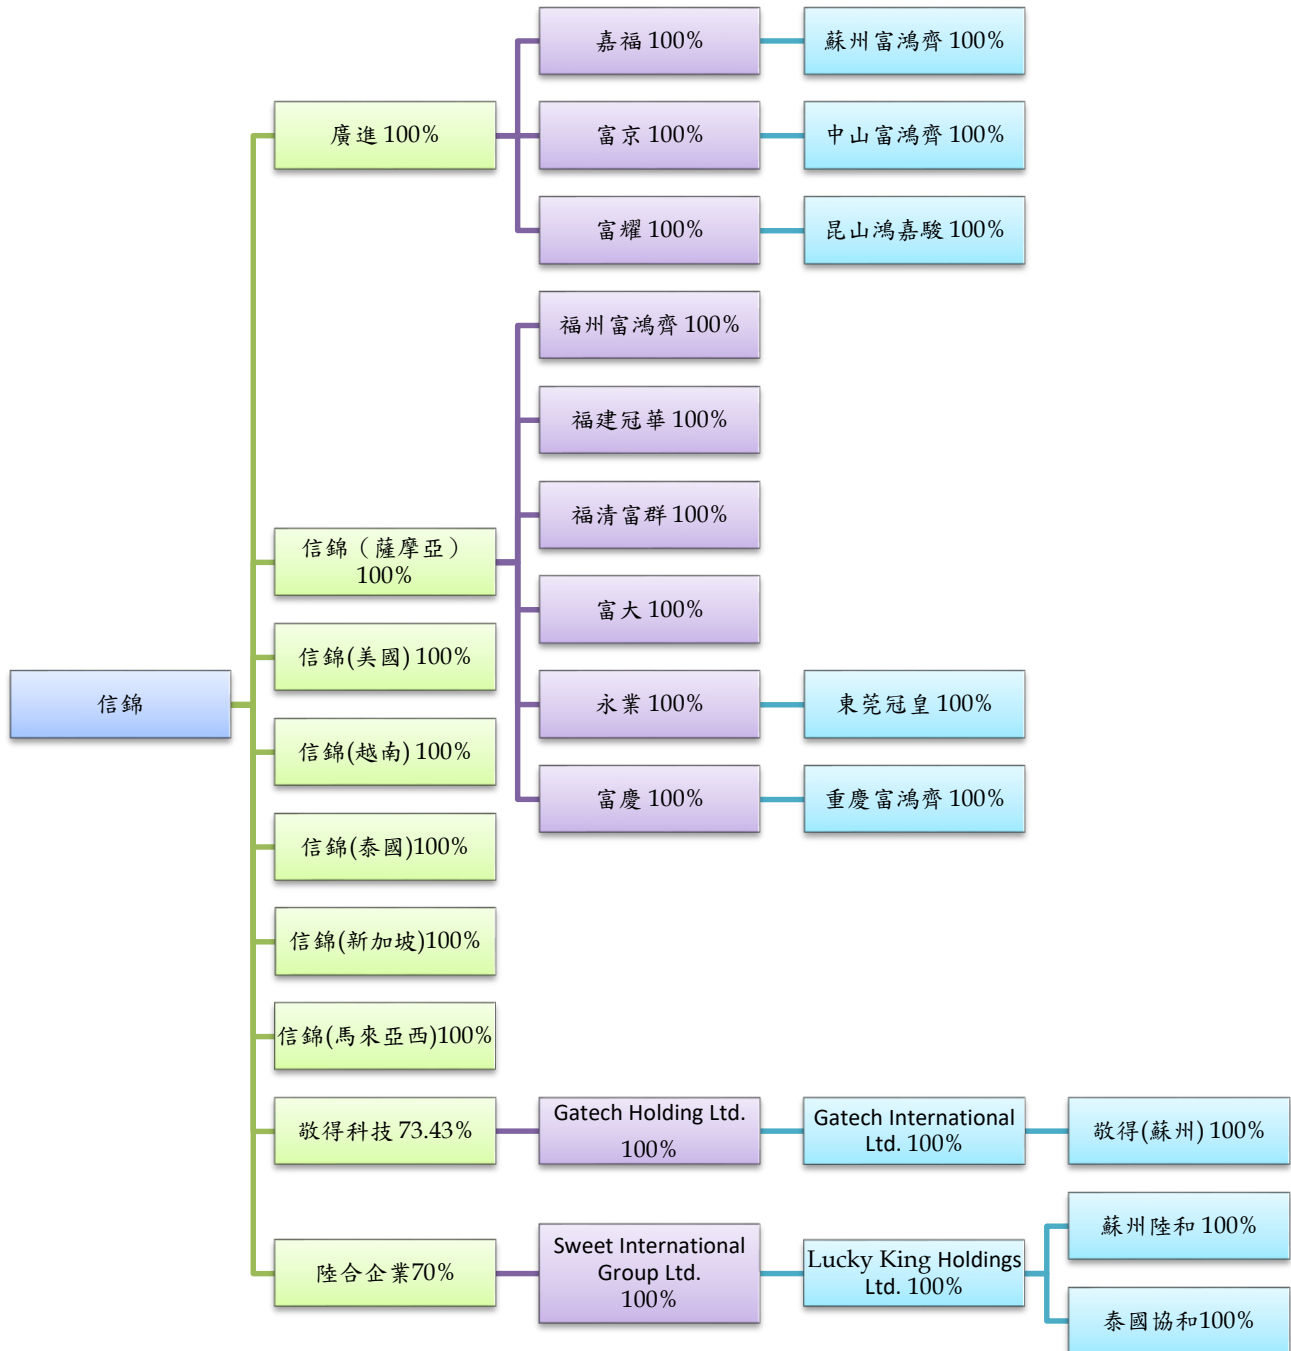 嘉福 100%
蘇州富鴻齊 100%
廣進 100%
富京 100%
中山富鴻齊 100%
富耀 100%
昆山鴻嘉駿 100%
福州富鴻齊 100%
福建冠華 100%
福清富群 100%
信錦（薩摩亞）
100%
富大 100%
信錦(美國) 100%
永業 100%
東莞冠皇 100%
信錦
信錦(越南) 100%
富慶 100%
重慶富鴻齊 100%
信錦(泰國)100%
信錦(新加坡)100%
信錦(馬來亞西)100%
敬得科技 73.43%
Gatech Holding Ltd.
100%
Gatech International
Ltd. 100%
敬得(蘇州) 100%
陸合企業70%
Sweet International
Group Ltd.
100%
Lucky King Holdings
Ltd. 100%
蘇州陸和 100%
泰國協和100%